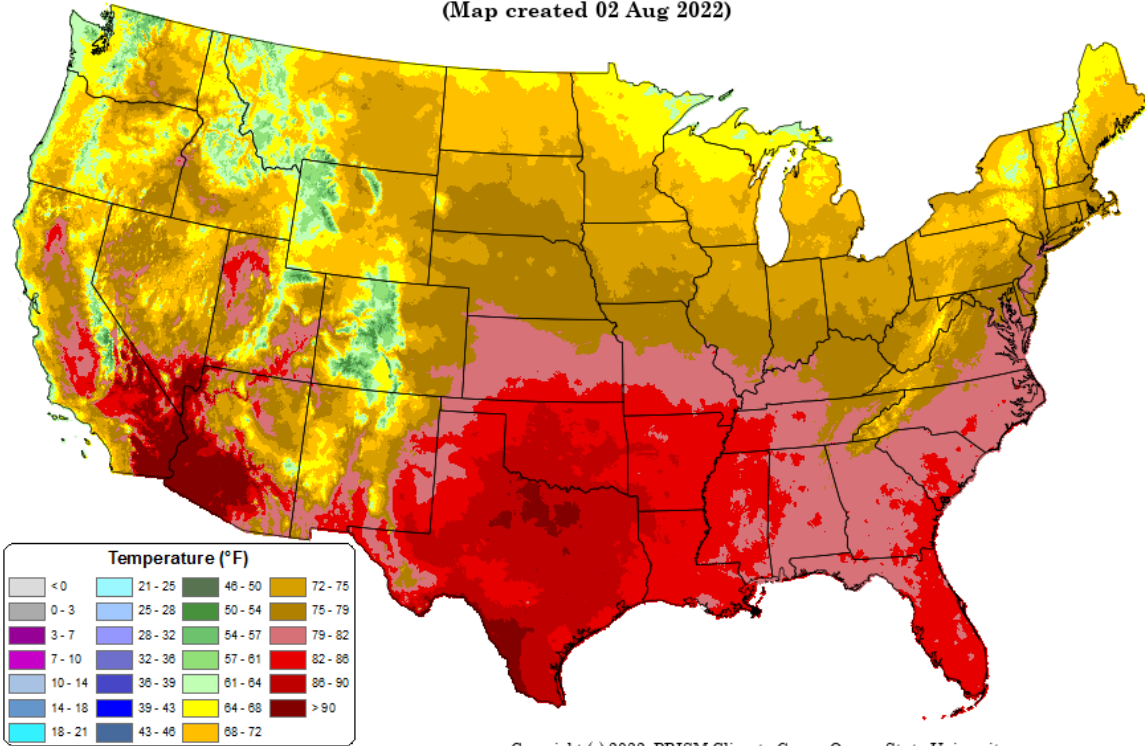 (Map created 02 Aug 2022)
Temperature (°F)
< 0
0 - 3
3 - 7
7 - 10
10 - 14
14 - 18
18 - 21
21 - 25
25 - 28
28 - 32
32 - 36
36 - 39
39 - 43
43 - 46
46 - 50
50 - 54
54 - 57
57 - 61
61 - 64
64 - 68
68 - 72
72 - 75
75 - 79
79 - 82
82 - 86
86 - 90
> 90
Copyright (c) 2022, PRISM Climate Group, Oregon State University